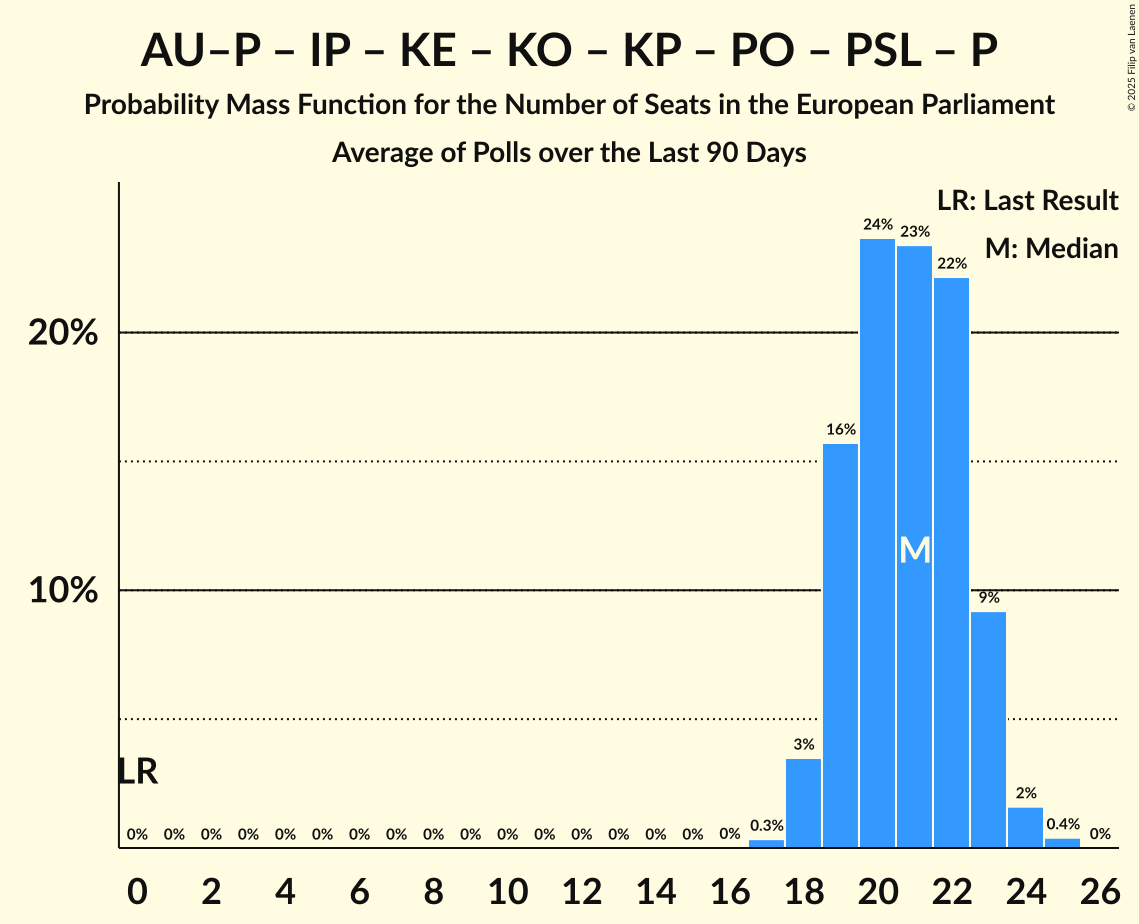 AU–P – IP – KE – KO – KP – PO – PSL – P
Probability Mass Function for the Number of Seats in the European Parliament
Average of Polls over the Last 90 Days
© 2025 Filip van Laenen
LR: Last Result
M: Median
24%
23%
22%
20%
16%
M
10%
9%
3%
LR
2%
0% 0% 0% 0% 0% 0% 0% 0% 0% 0% 0% 0% 0% 0% 0% 0% 0% 0.3% 0.4% 0%
0 2 4 6 8 10 12 14 16 18 20 22 24 26